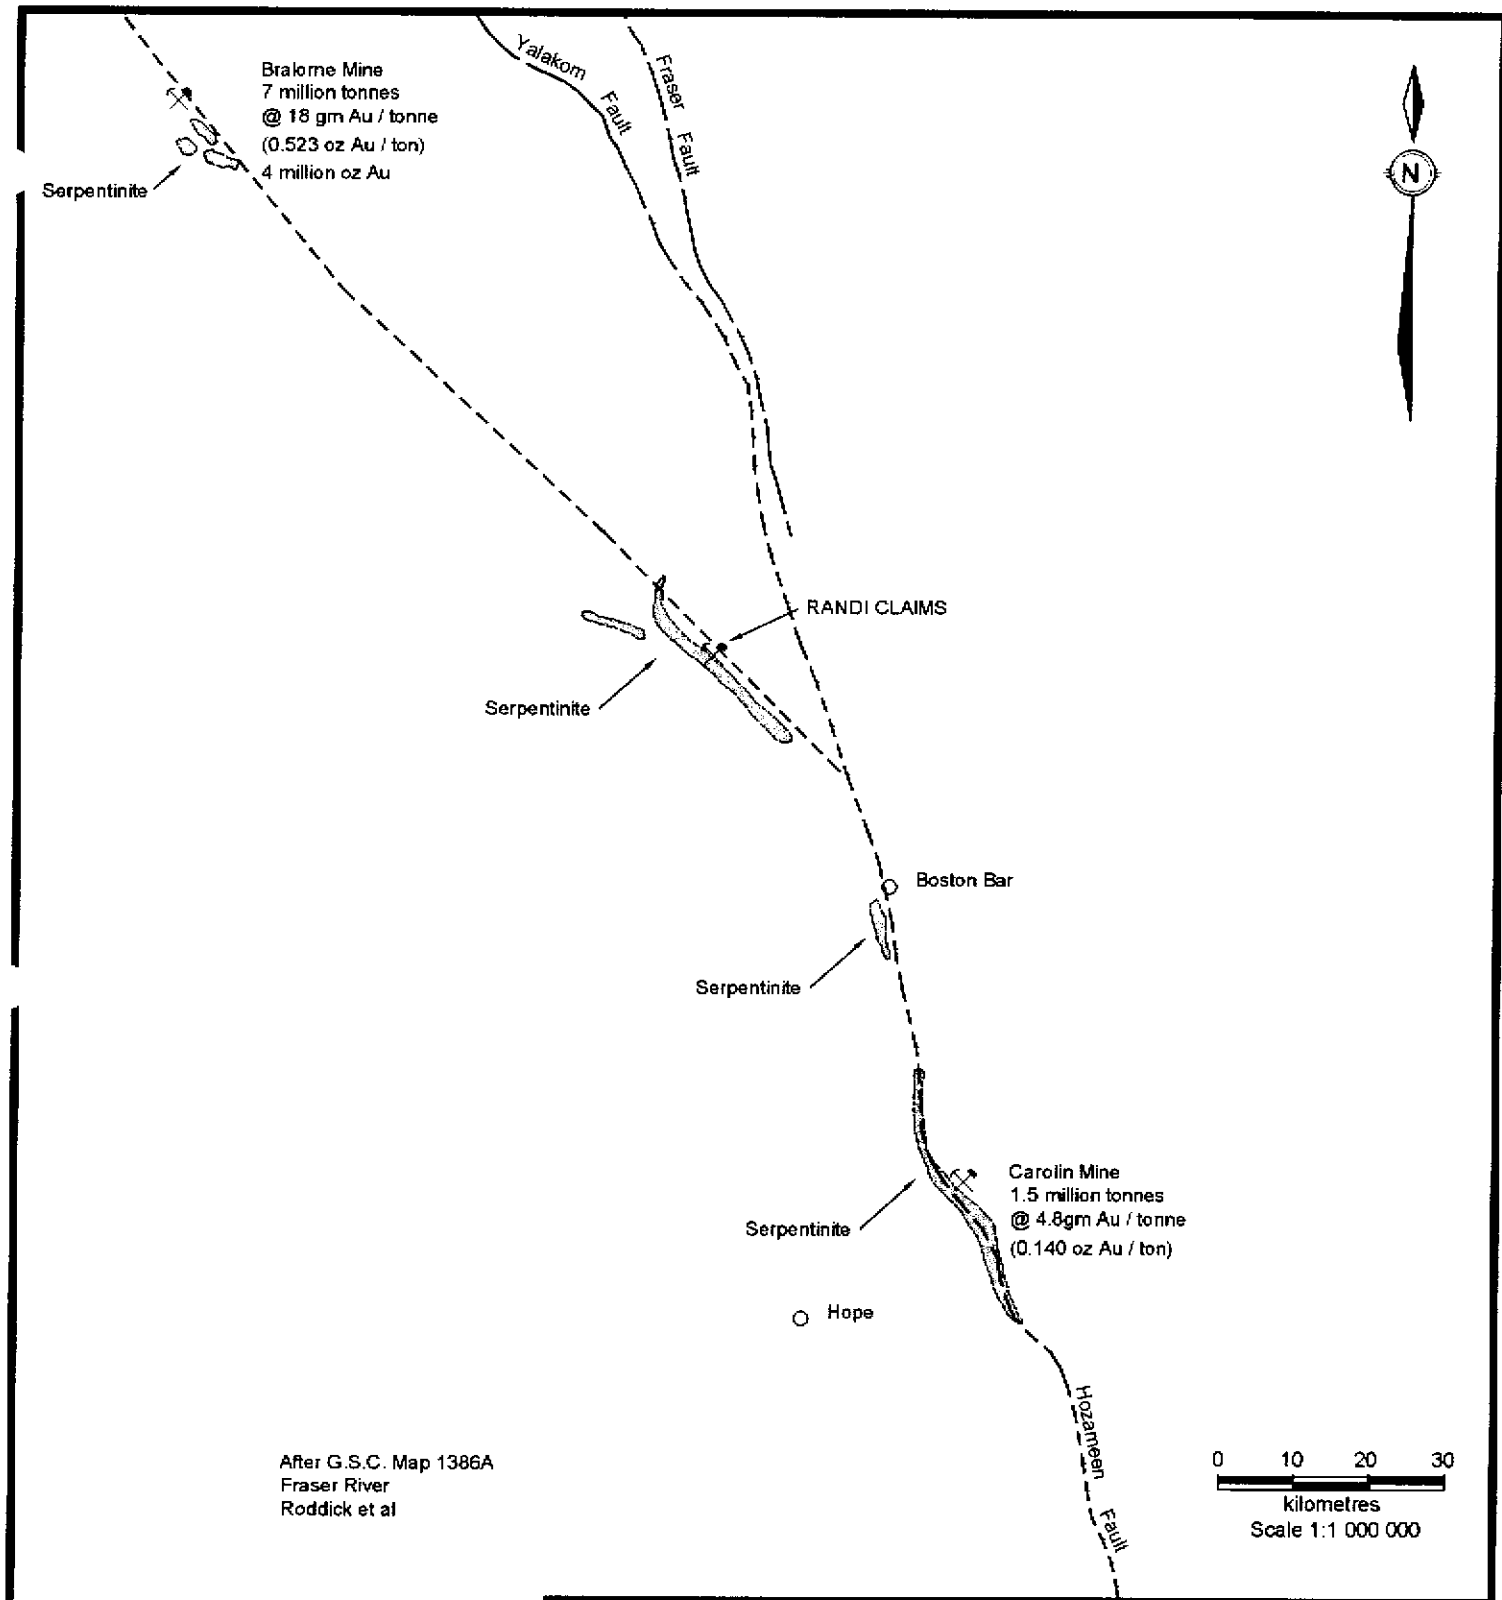 Bralorne Mine
7 million tonnes
@ 18 gm Au / tonne
(0.523 oz Au / ton)
4 million oz Au
Serpentinite
Yalakom
Fault
Fraser
Fault
N
RANDI CLAIMS
Serpentinite
Boston Bar
Serpentinite
Carolin Mine
1.5 million tonnes
@ 4.8gm Au / tonne
(0.140 oz Au / ton)
Serpentinite
Hope
Hozameen
Fault
After G.S.C. Map 1386A
Fraser River
Roddick et al
0 10 20 30
kilometres
Scale 1:1 000 000